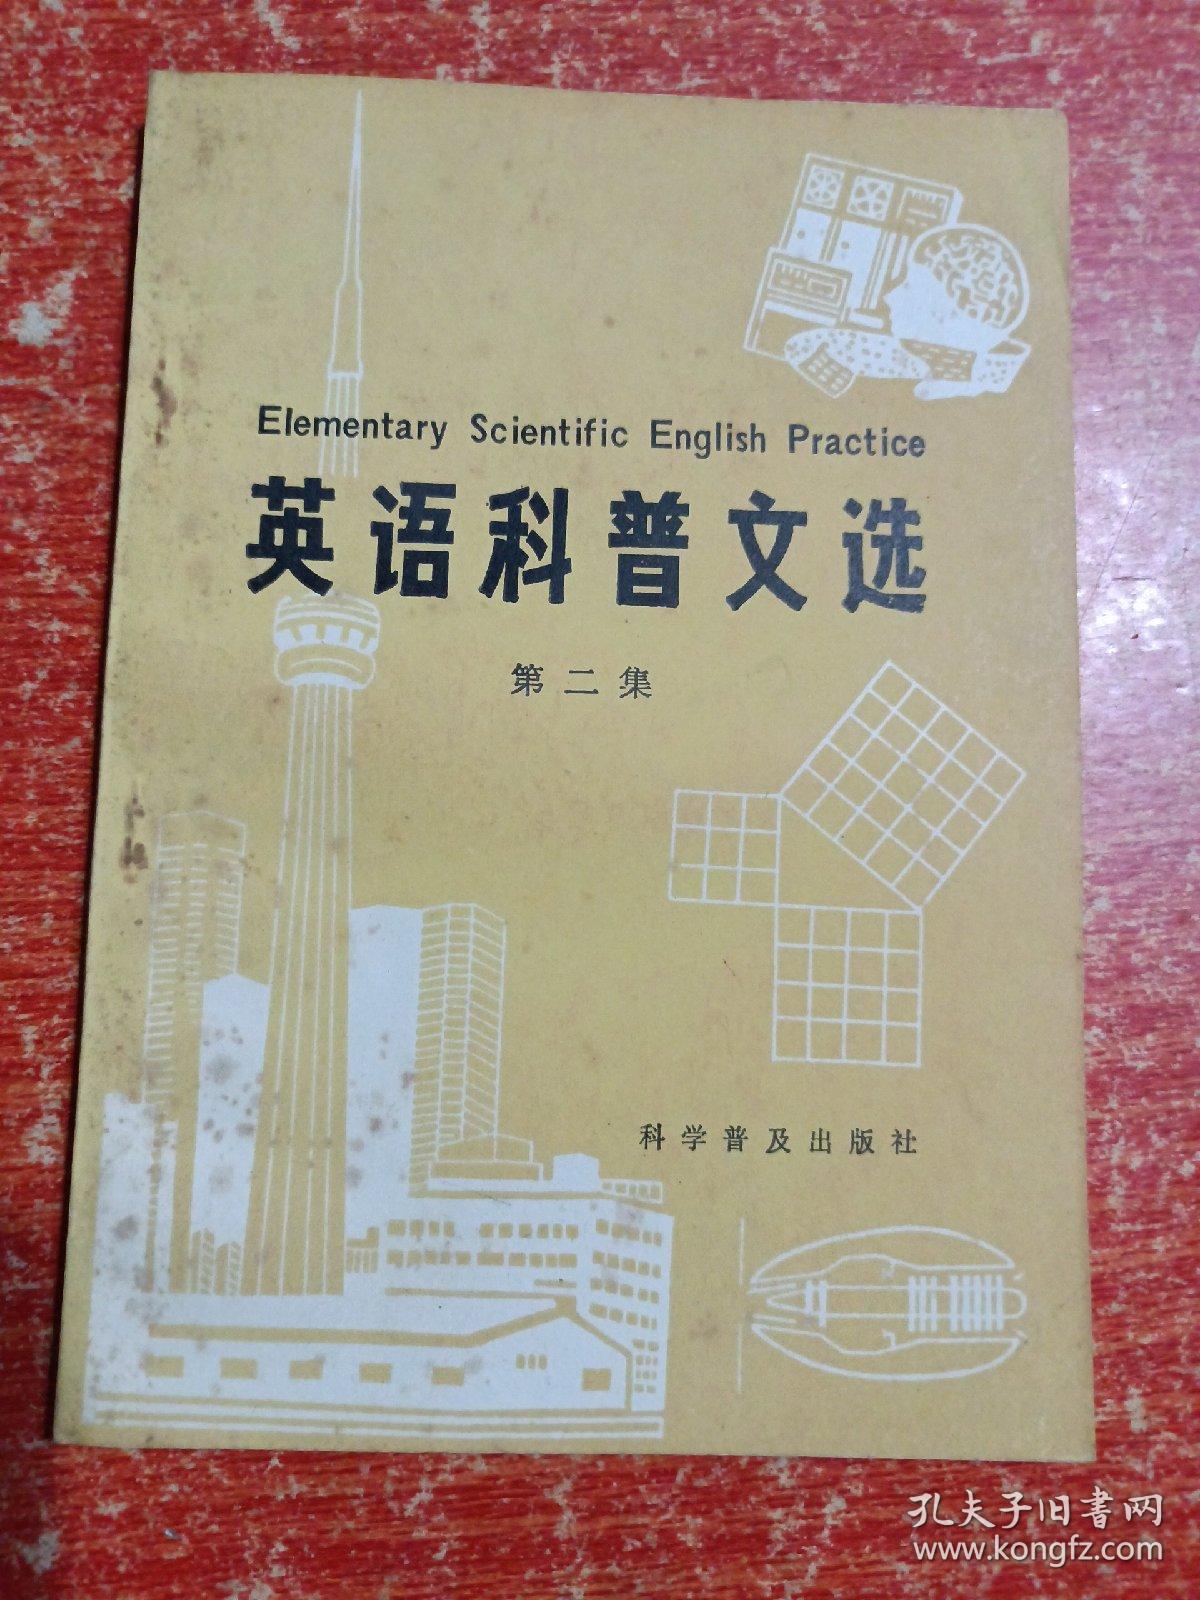 Elementary Scientific English Practice
英语科普文选
第二集
科学普及出版社
孔夫子旧书网
www.kongfz.com